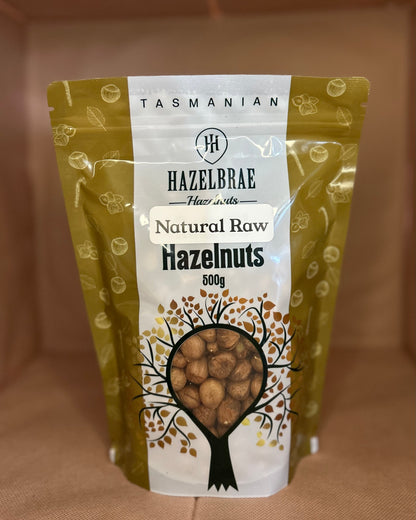 TASMANIAN
HH
HAZELBRAE
Hazelnuts
Natural Raw
Hazelnuts
500g